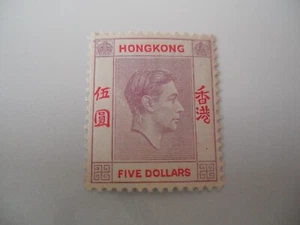 HONGKONG
伍圓
香港
FIVE DOLLARS